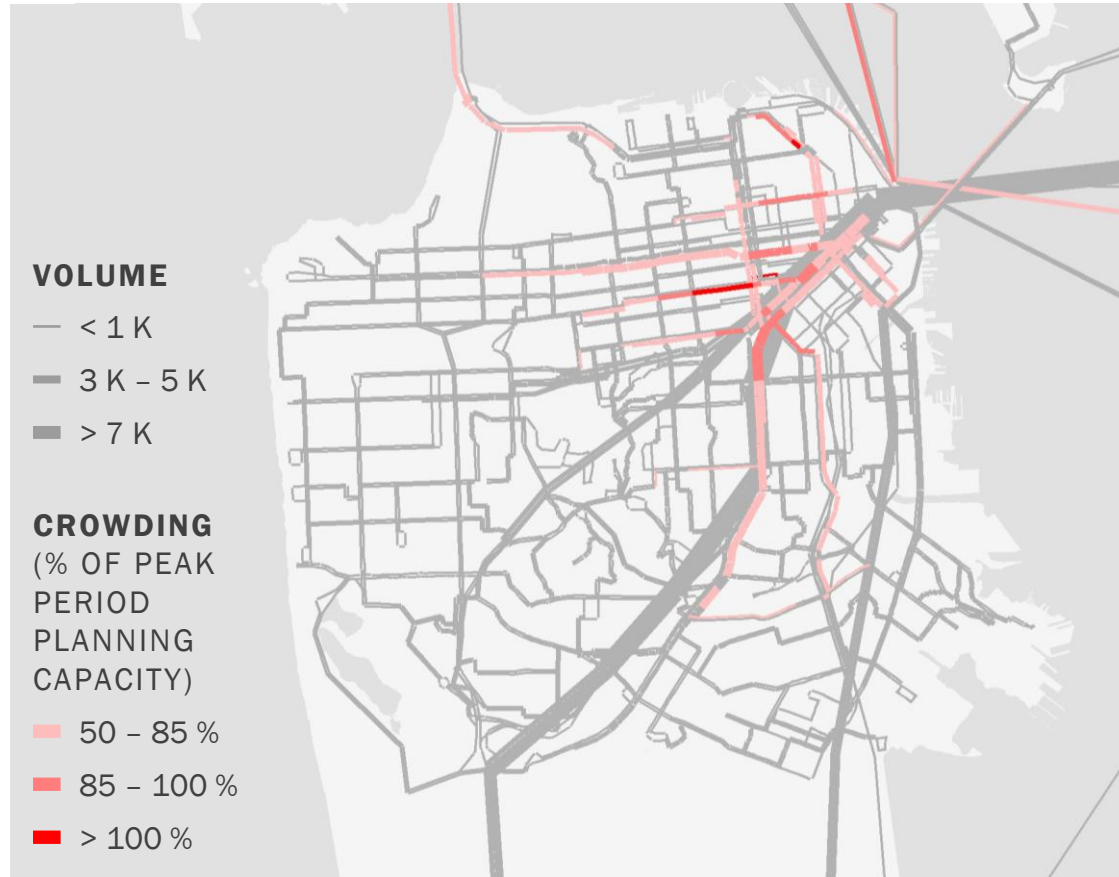 VOLUME
< 1 K
3 K – 5 K
> 7 K
CROWDING
(% OF PEAK
PERIOD
PLANNING
CAPACITY)
50 – 85 %
85 – 100 %
> 100 %